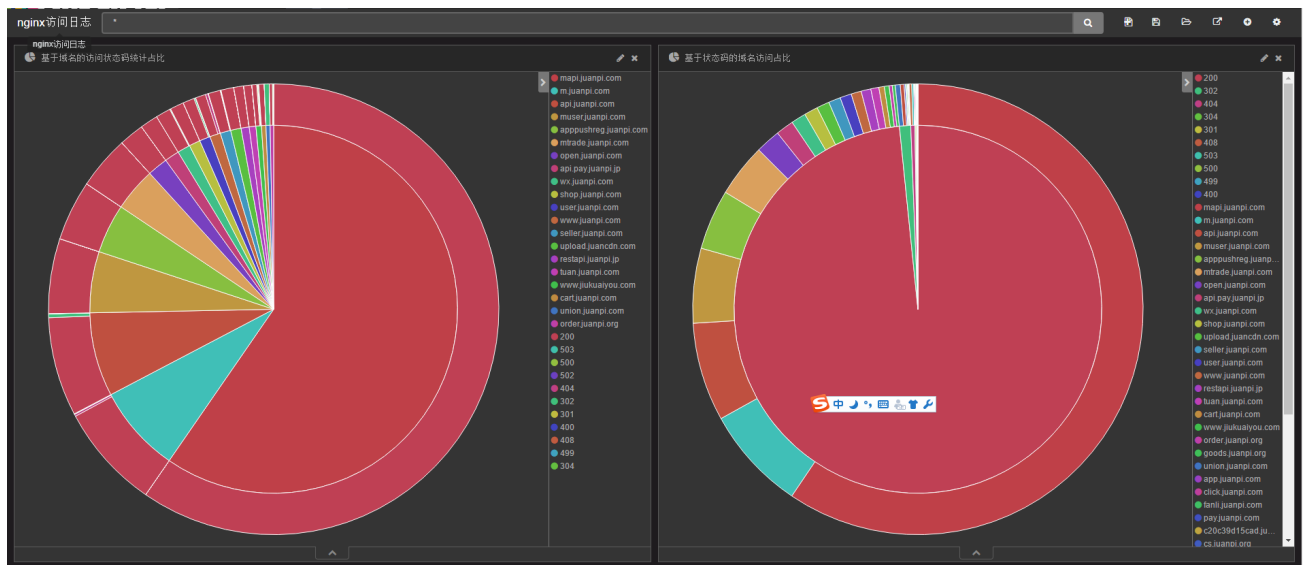 nginx访问日志
*
nginx访问日志
基于域名的访问状态码统计占比
mapi.juanpi.com
m.juanpi.com
api.juanpi.com
muser.juanpi.com
apppushreg.juanpi.com
mtrade.juanpi.com
open.juanpi.com
api.pay.juanpi.jp
wx.juanpi.com
shop.juanpi.com
user.juanpi.com
www.juanpi.com
seller.juanpi.com
upload.juancdn.com
restapi.juanpi.jp
tuan.juanpi.com
www.jiukuaiyou.com
cart.juanpi.com
union.juanpi.com
order.juanpi.org
200
503
500
502
404
302
301
400
408
499
304
基于状态码的域名访问占比
200
302
404
304
301
408
503
500
499
400
mapi.juanpi.com
m.juanpi.com
api.juanpi.com
muser.juanpi.com
apppushreg.juanp...
mtrade.juanpi.com
open.juanpi.com
api.pay.juanpi.jp
wx.juanpi.com
shop.juanpi.com
upload.juancdn.com
seller.juanpi.com
user.juanpi.com
www.juanpi.com
restapi.juanpi.jp
tuan.juanpi.com
cart.juanpi.com
www.jiukuaiyou.com
order.juanpi.org
goods.juanpi.org
union.juanpi.com
app.juanpi.com
click.juanpi.com
fanli.juanpi.com
pay.juanpi.com
c20c39d15cad.ju...
cs.juanpi.org
S中